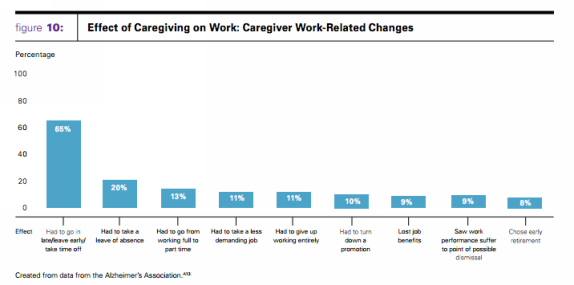 figure 10: Effect of Caregiving on Work: Caregiver Work-Related Changes
Percentage
100
80
60
40
20
0
65%
20%
13%
11%
11%
10%
9%
9%
8%
Effect
Had to go in
late/leave early/
take time off
Had to take a
leave of absence
Had to go from
working full to
part time
Had to take a less
demanding job
Had to give up
working entirely
Had to turn
down a
promotion
Lost job
benefits
Saw work
performance suffer
to point of possible
dismissal
Chose early
retirement
Created from data from the Alzheimer's Association.A13